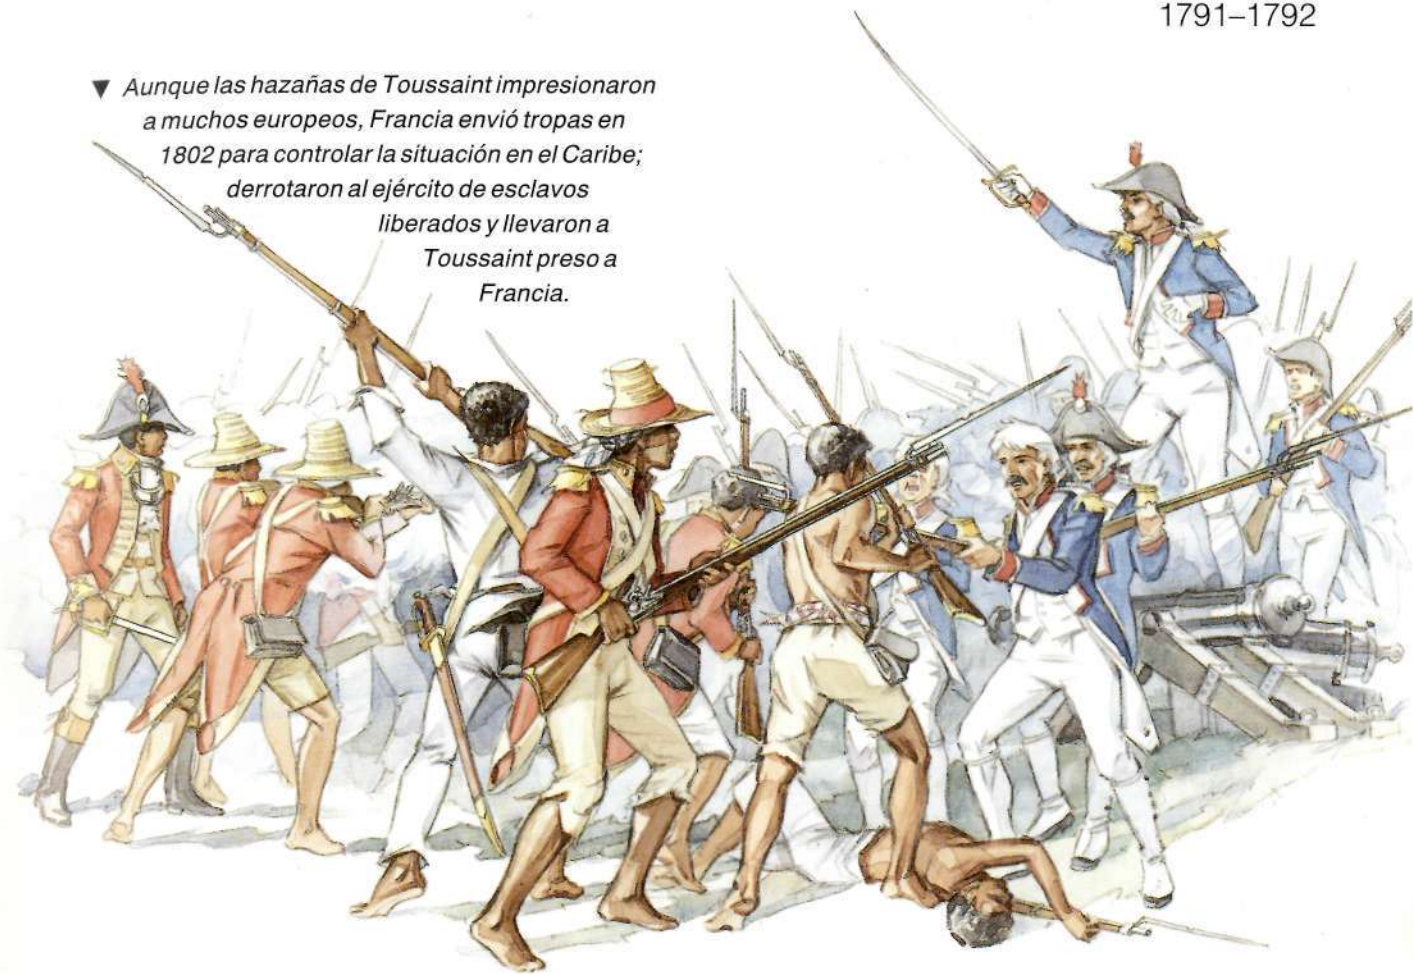 1791–1792
▼ Aunque las hazañas de Toussaint impresionaron
a muchos europeos, Francia envió tropas en
1802 para controlar la situación en el Caribe;
derrotaron al ejército de esclavos
liberados y llevaron a
Toussaint preso a
Francia.